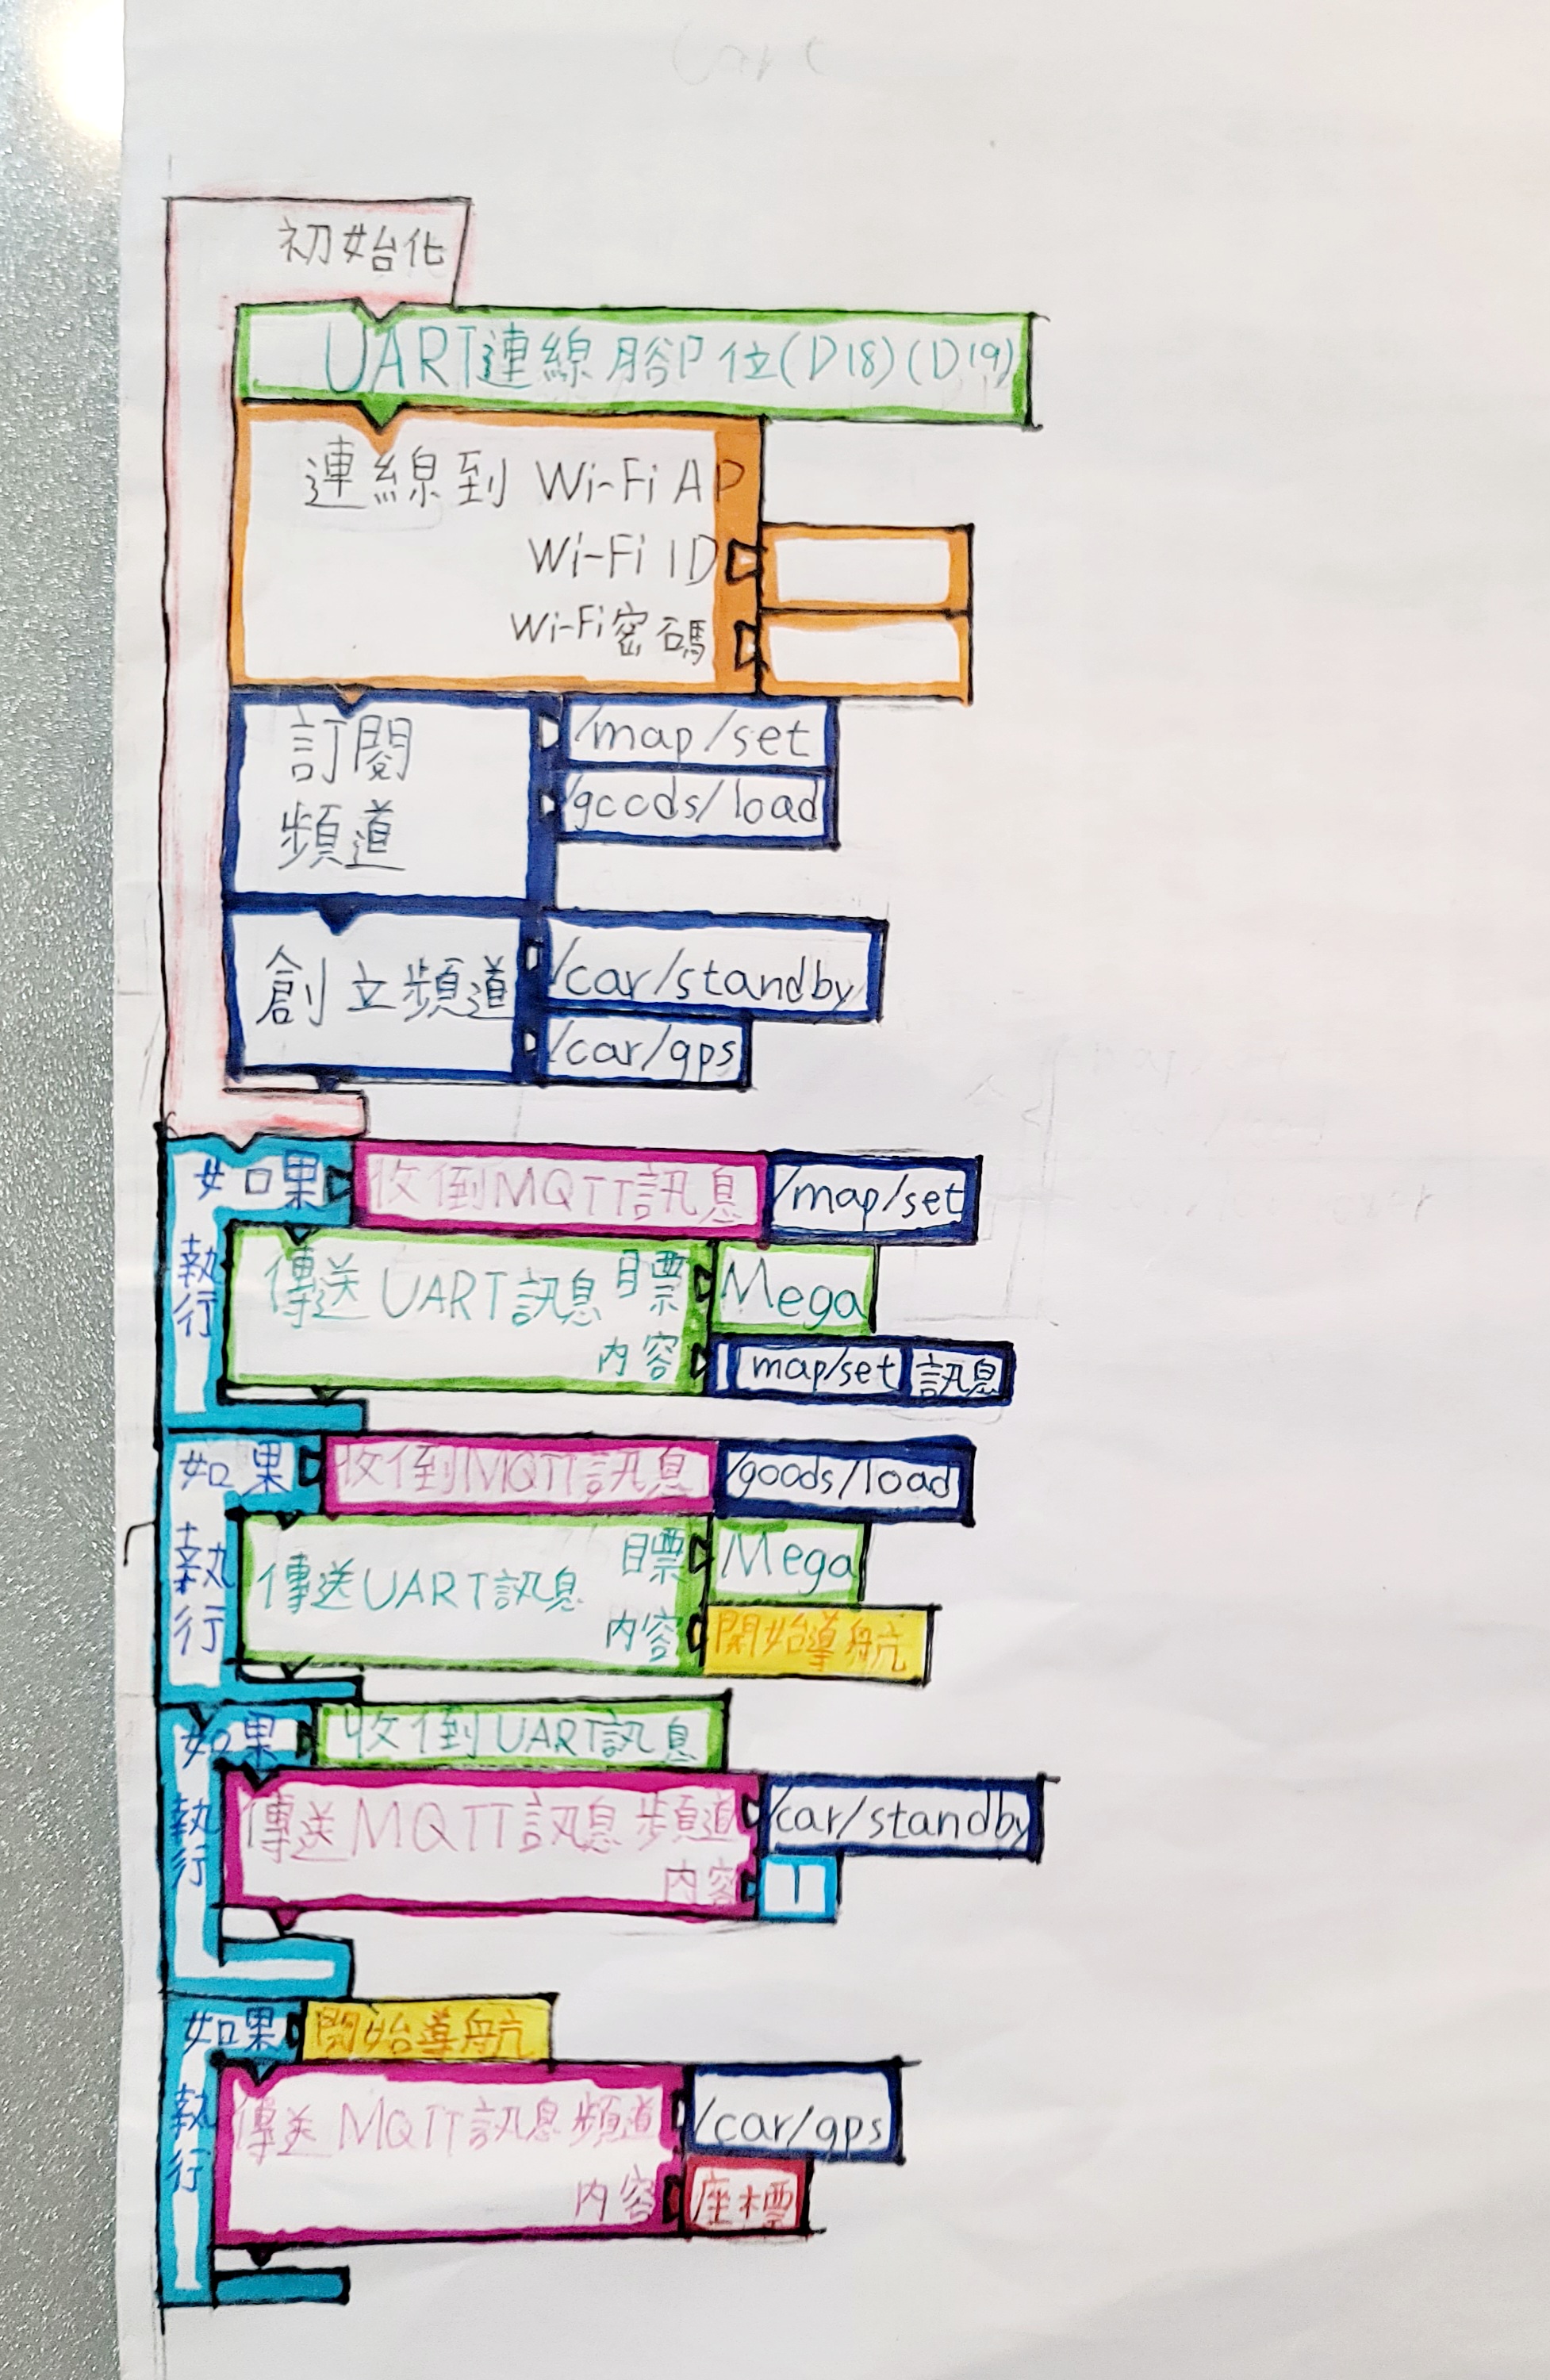 初始化
UART連線腳位(D18)(D19)
連線到 Wi-Fi AP
Wi-Fi ID
Wi-Fi密碼
訂閱 /map/set
頻道 /goods/load
創立頻道 /car/standby
/car/gps
如果 收到MQTT訊息 /map/set
執行 傳送UART訊息 目標 Mega
內容 map/set 訊息
如果 收到MQTT訊息 /goods/load
執行 傳送UART訊息 目標 Mega
內容 開始導航
如果 收到UART訊息
執行 傳送MQTT訊息 頻道 /car/standby
內容 1
如果 開始導航
執行 傳送MQTT訊息 頻道 /car/gps
內容 座標